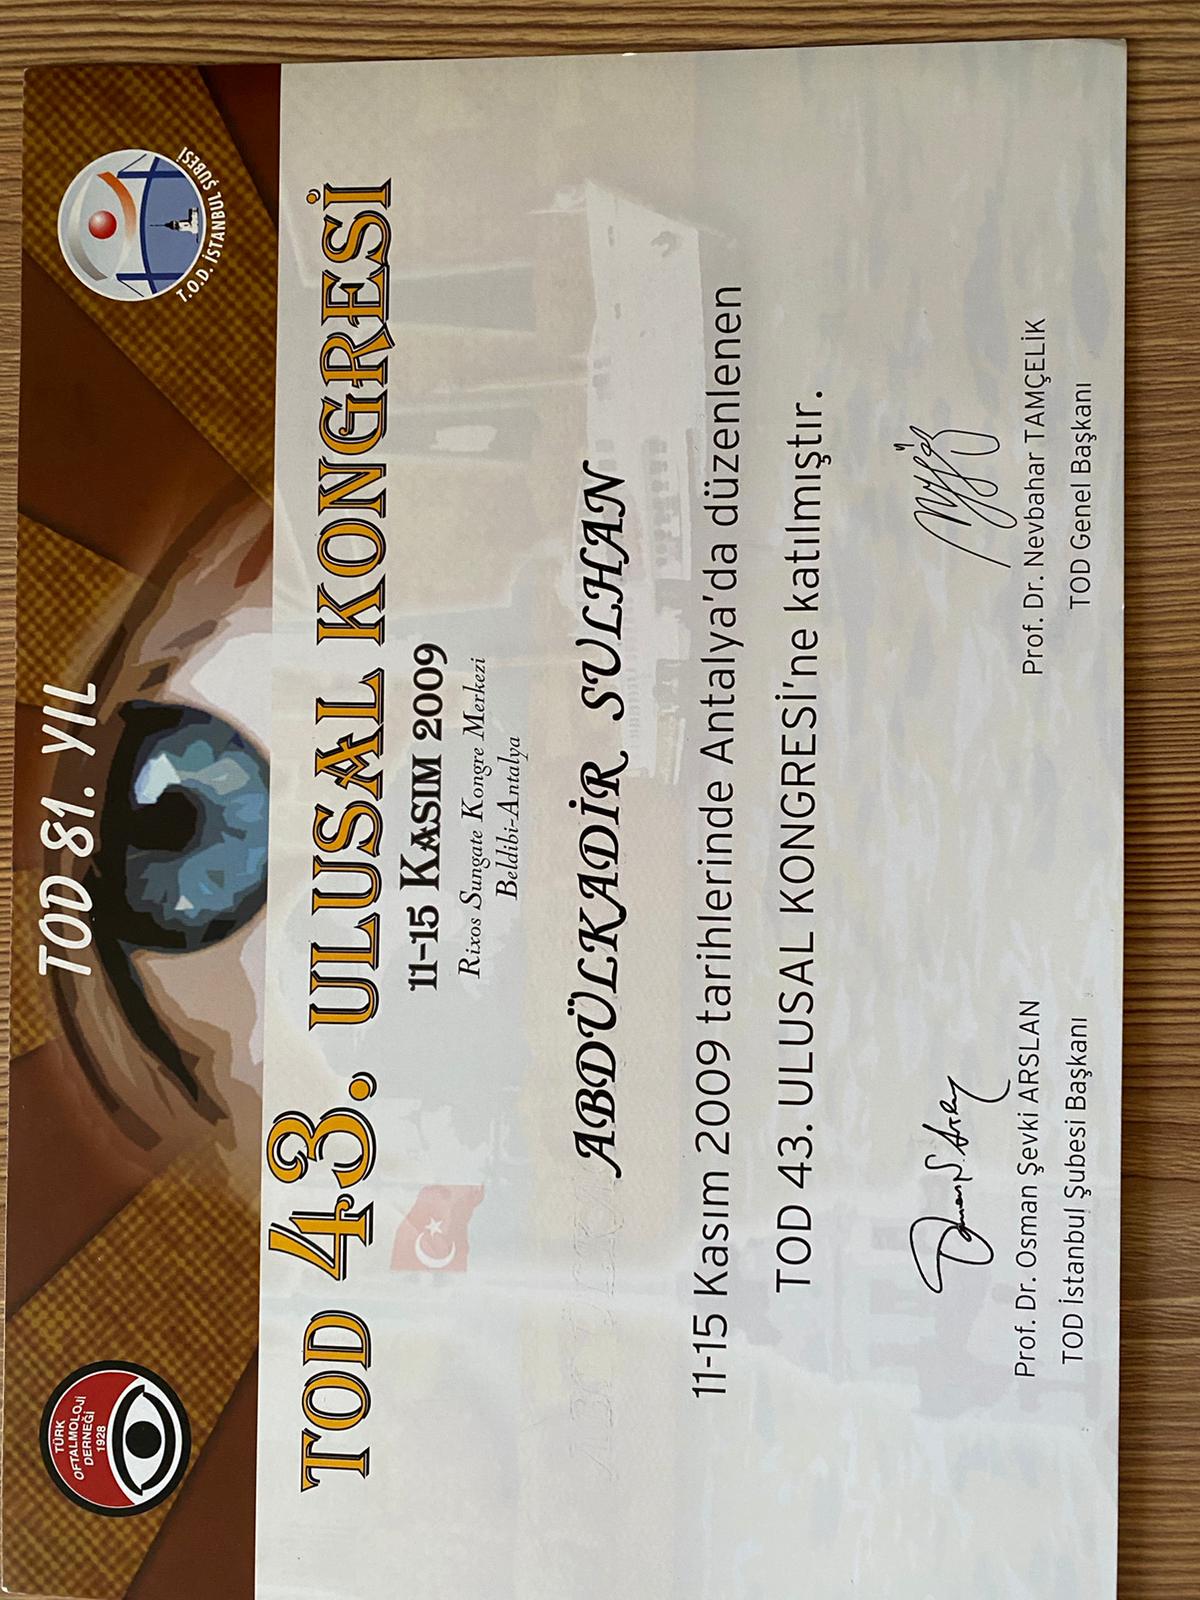 TOD 81. YIL
TÜRK
OFTALMOLOJİ
DERNEĞİ
1928
T.O.D. İSTANBUL ŞUBESİ
TOD 43. ULUSAL KONGRESİ
11-15 KASIM 2009
Rixos Sungate Kongre Merkezi
Beldibi-Antalya
ABDÜLKADİR SULHAN
11-15 Kasım 2009 tarihlerinde Antalya'da düzenlenen
TOD 43. ULUSAL KONGRESİ'ne katılmıştır.
Prof. Dr. Osman Şevki ARSLAN
TOD İstanbul Şubesi Başkanı
Prof. Dr. Nevbahar TAMÇELİK
TOD Genel Başkanı